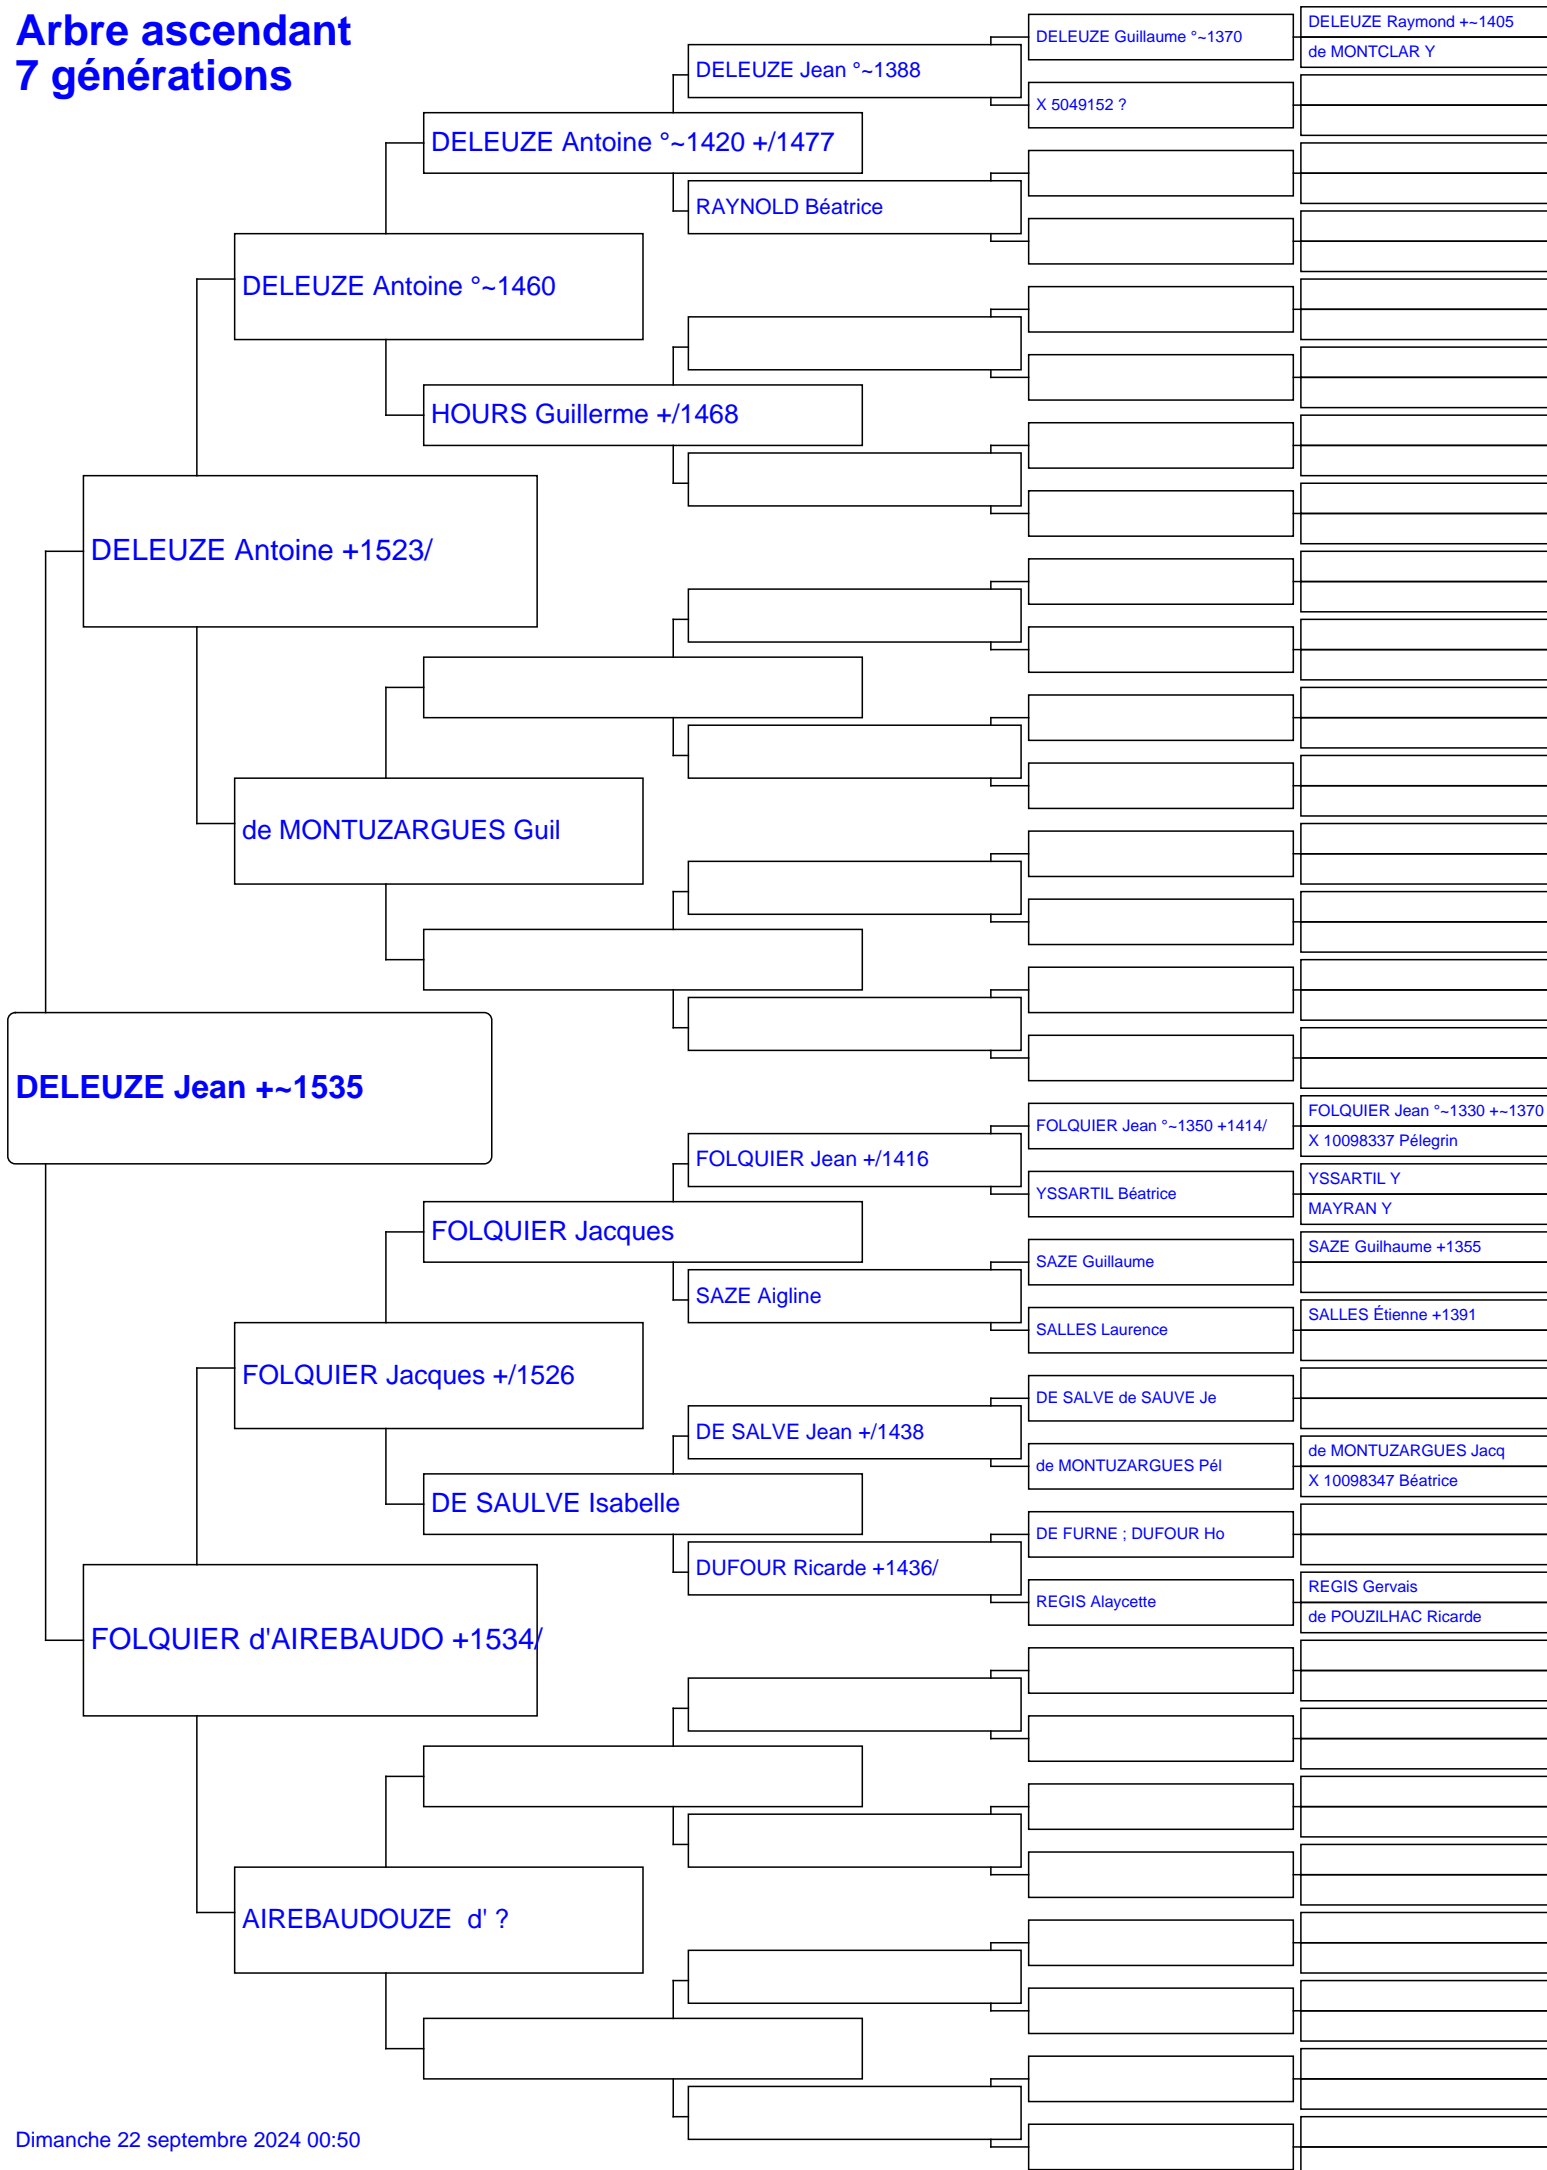 Arbre ascendant
7 générations
DELEUZE Raymond +~1405
DELEUZE Guillaume °~1370
de MONTCLAR Y
DELEUZE Jean °~1388
X 5049152 ?
DELEUZE Antoine °~1420 +/1477
RAYNOLD Béatrice
DELEUZE Antoine °~1460
HOURS Guillerme +/1468
DELEUZE Antoine +1523/
de MONTUZARGUES Guil
DELEUZE Jean +~1535
FOLQUIER Jean °~1330 +~1370
FOLQUIER Jean °~1350 +1414/
X 10098337 Pélegrin
FOLQUIER Jean +/1416
YSSARTIL Y
YSSARTIL Béatrice
MAYRAN Y
FOLQUIER Jacques
SAZE Guilhaume +1355
SAZE Guillaume
SAZE Aigline
SALLES Étienne +1391
SALLES Laurence
FOLQUIER Jacques +/1526
DE SALVE de SAUVE Je
DE SALVE Jean +/1438
de MONTUZARGUES Jacq
de MONTUZARGUES Pél
X 10098347 Béatrice
DE SAULVE Isabelle
DE FURNE ; DUFOUR Ho
DUFOUR Ricarde +1436/
REGIS Gervais
REGIS Alaycette
de POUZILHAC Ricarde
FOLQUIER d'AIREBAUDO +1534/
AIREBAUDOUZE  d' ?
Dimanche 22 septembre 2024 00:50